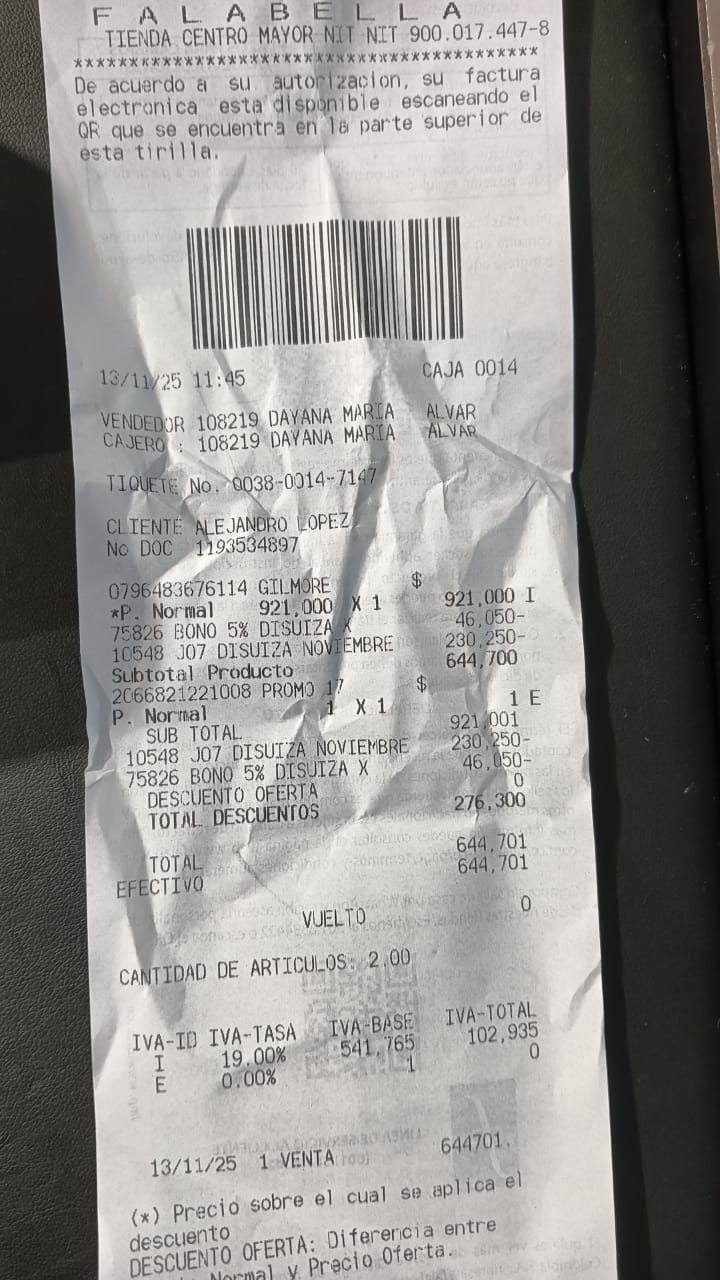 F A L A B E L L A
TIENDA CENTRO MAYOR NIT NIT 900.017.447-8
*******************************************
De acuerdo a su autorizacion, su factura
electronica esta disponible escaneando el
QR que se encuentra en la parte superior de
esta tirilla.
13/11/25 11:45 CAJA 0014
VENDEDOR 108219 DAYANA MARIA ALVAR
CAJERO : 108219 DAYANA MARIA ALVAR
TIQUETE No. 0038-0014-7147
CLIENTE ALEJANDRO LOPEZ
No DOC 1193534897
0796483676114 GILMORE $
*P. Normal 921,000 X 1 921,000 I
75826 BONO 5% DISUIZA X 46,050-
10548 J07 DISUIZA NOVIEMBRE 230,250-
Subtotal Producto 644,700
2066821221008 PROMO 17 $
P. Normal 1 X 1 1 E
SUB TOTAL 921,001
10548 J07 DISUIZA NOVIEMBRE 230,250-
75826 BONO 5% DISUIZA X 46,050-
DESCUENTO OFERTA 0
TOTAL DESCUENTOS 276,300
TOTAL 644,701
EFECTIVO 644,701
VUELTO 0
CANTIDAD DE ARTICULOS: 2.00
IVA-ID IVA-TASA IVA-BASE IVA-TOTAL
I 19.00% 541,765 102,935
E 0.00% 1 0
13/11/25 1 VENTA 644701.
(*) Precio sobre el cual se aplica el
descuento
DESCUENTO OFERTA: Diferencia entre
Normal y Precio Oferta.